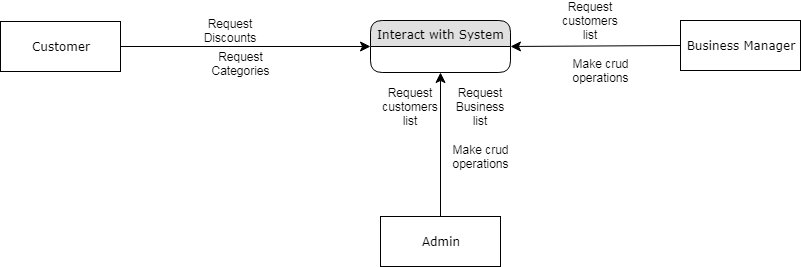 Customer
Request
Discounts
Request
Categories
Interact with System
Request
customers
list
Make crud
operations
Business Manager
Request
customers
list
Request
Business
list
Make crud
operations
Admin